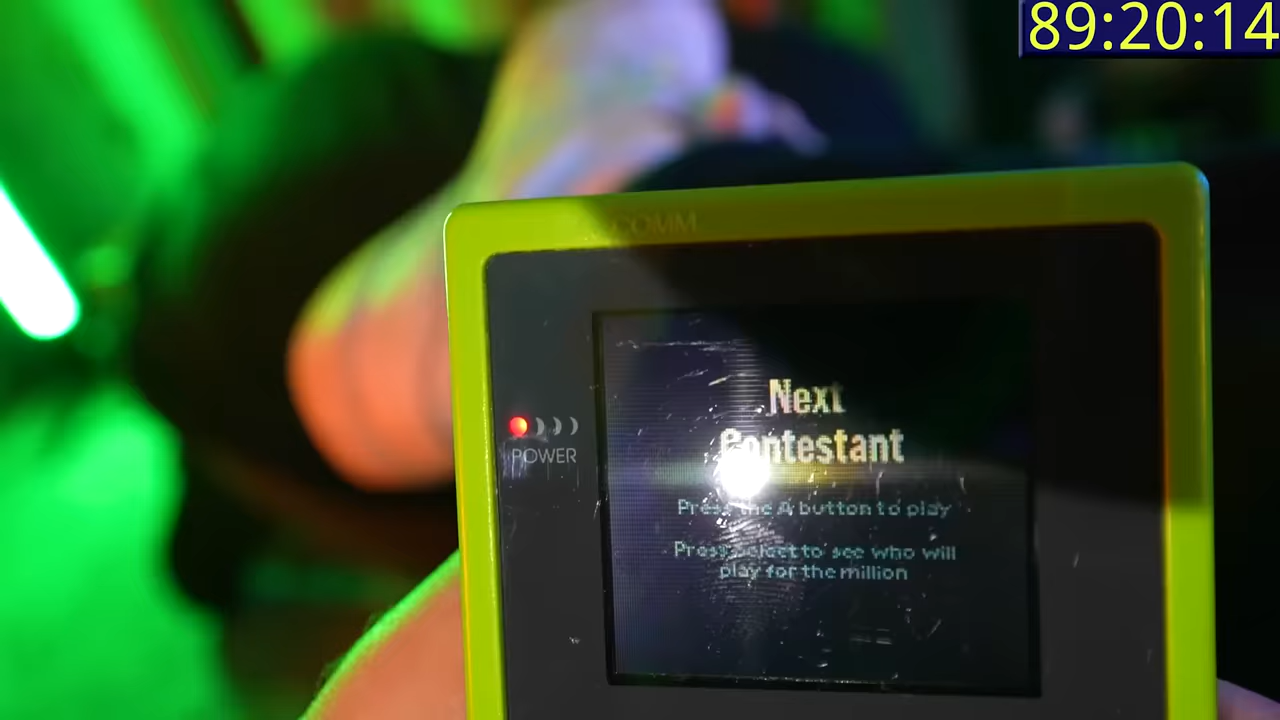 89:20:14
COMM
Next
Contestant
POWER
Press the A button to play
Press Select to see who will
play for the million